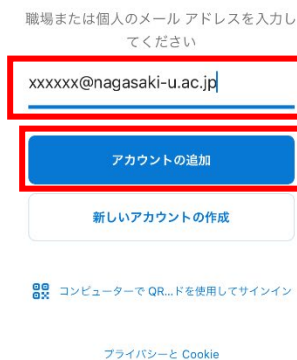 職場または個人のメール アドレスを入力し
てください
xxxxxx@nagasaki-u.ac.jp
アカウントの追加
新しいアカウントの作成
コンピューターで QR...ドを使用してサインイン
プライバシーと Cookie